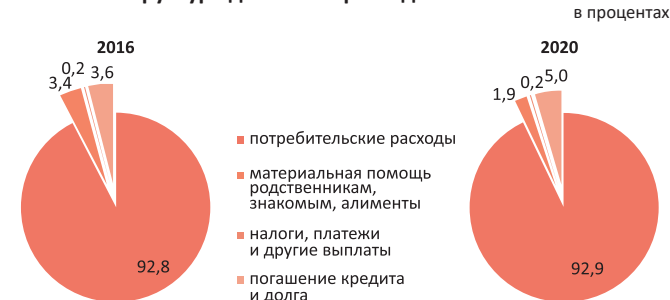 в процентах
2016
2020
0,2
3,6
3,4
0,2
5,0
1,9
потребительские расходы
материальная помощь
родственникам,
знакомым, алименты
налоги, платежи
и другие выплаты
погашение кредита
и долга
92,8
92,9